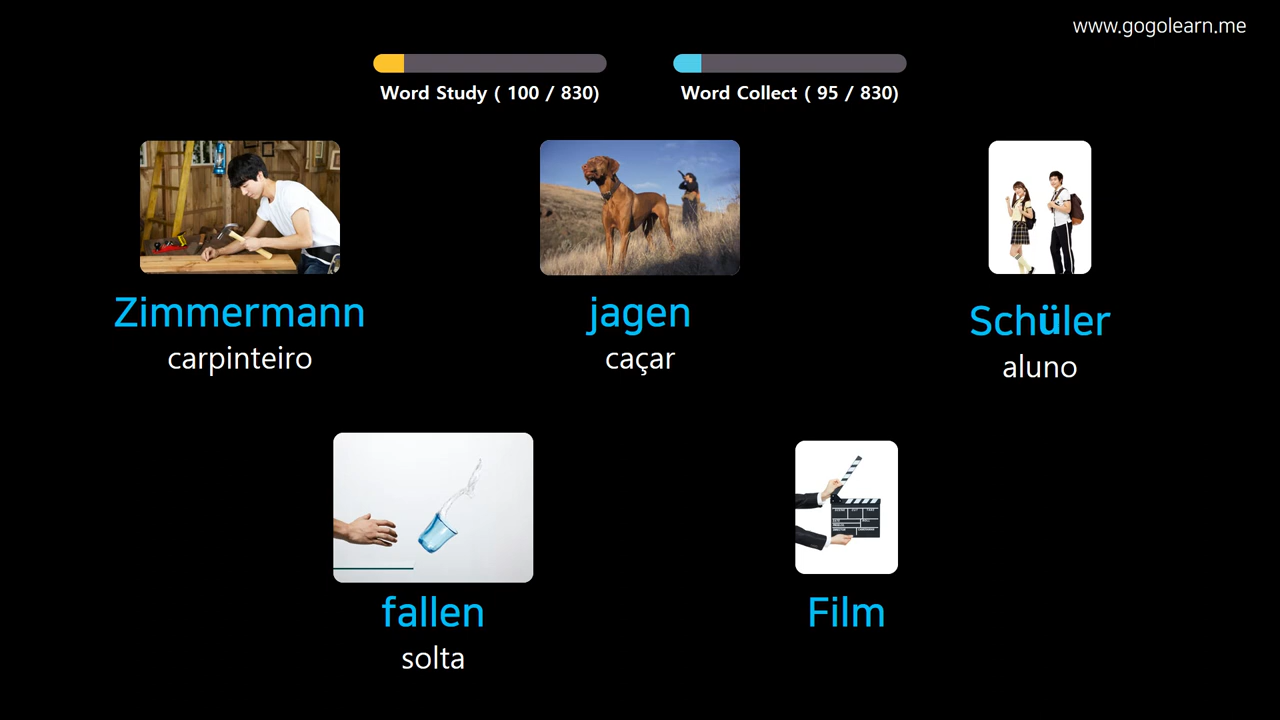 www.gogolearn.me
Word Study ( 100 / 830)
Word Collect ( 95 / 830)
Zimmermann
carpinteiro
jagen
caçar
Schüler
aluno
fallen
solta
Film